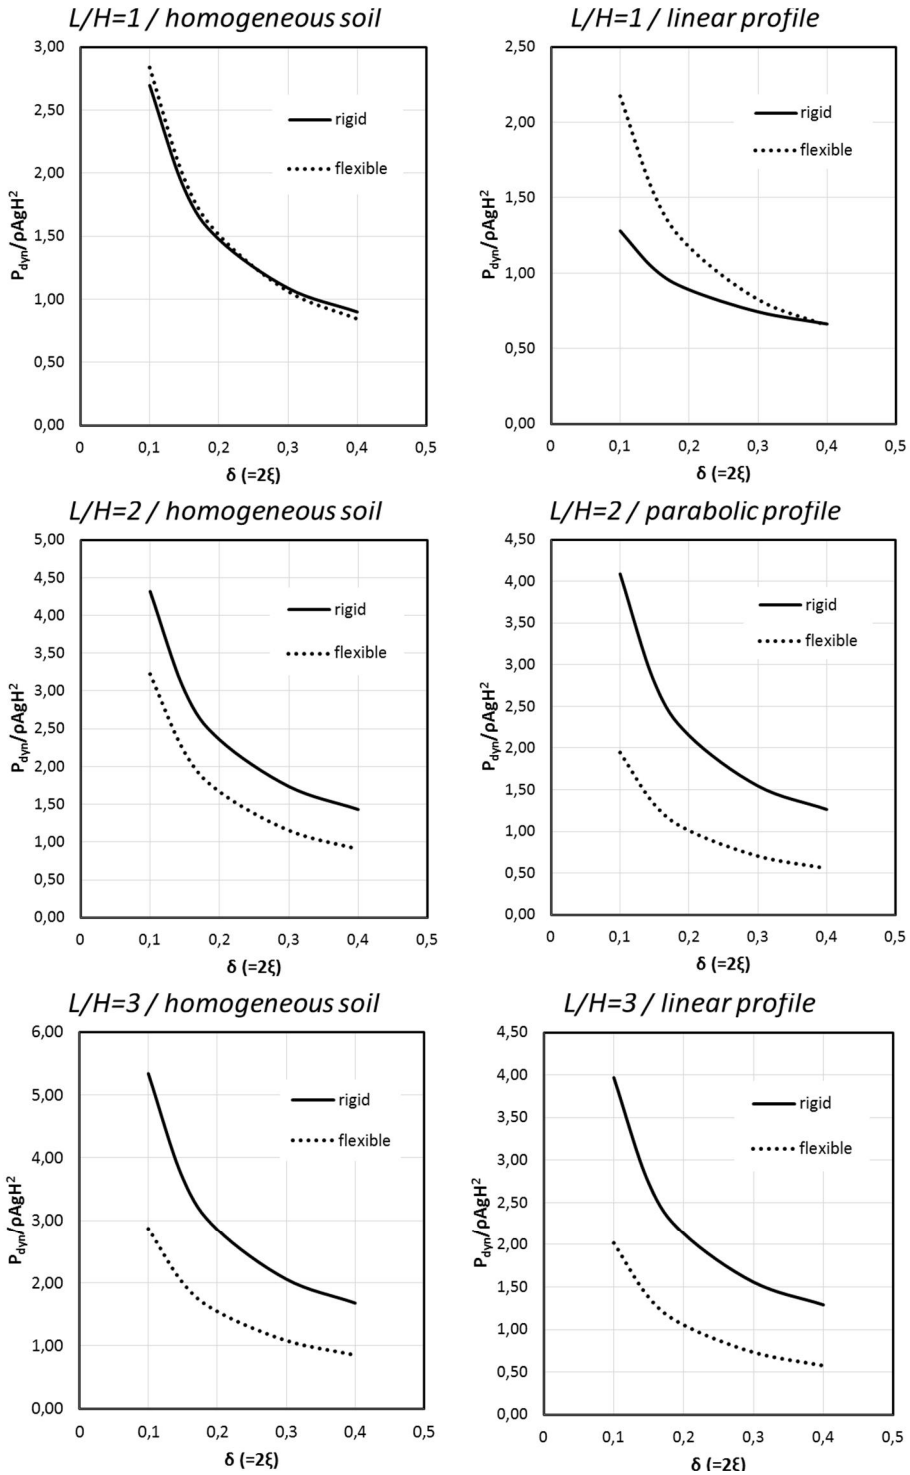 L/H=1 / homogeneous soil
3,00
2,50
2,00
1,50
1,00
0,50
0,00
P_dyn/ρAgH²
rigid
flexible
0 0,1 0,2 0,3 0,4 0,5
δ (=2ξ)
L/H=1 / linear profile
2,50
2,00
1,50
1,00
0,50
0,00
P_dyn/ρAgH²
rigid
flexible
0 0,1 0,2 0,3 0,4 0,5
δ (=2ξ)
L/H=2 / homogeneous soil
5,00
4,50
4,00
3,50
3,00
2,50
2,00
1,50
1,00
0,50
0,00
P_dyn/ρAgH²
rigid
flexible
0 0,1 0,2 0,3 0,4 0,5
δ (=2ξ)
L/H=2 / parabolic profile
4,50
4,00
3,50
3,00
2,50
2,00
1,50
1,00
0,50
0,00
P_dyn/ρAgH²
rigid
flexible
0 0,1 0,2 0,3 0,4 0,5
δ (=2ξ)
L/H=3 / homogeneous soil
6,00
5,00
4,00
3,00
2,00
1,00
0,00
P_dyn/ρAgH²
rigid
flexible
0 0,1 0,2 0,3 0,4 0,5
δ (=2ξ)
L/H=3 / linear profile
4,50
4,00
3,50
3,00
2,50
2,00
1,50
1,00
0,50
0,00
P_dyn/ρAgH²
rigid
flexible
0 0,1 0,2 0,3 0,4 0,5
δ (=2ξ)